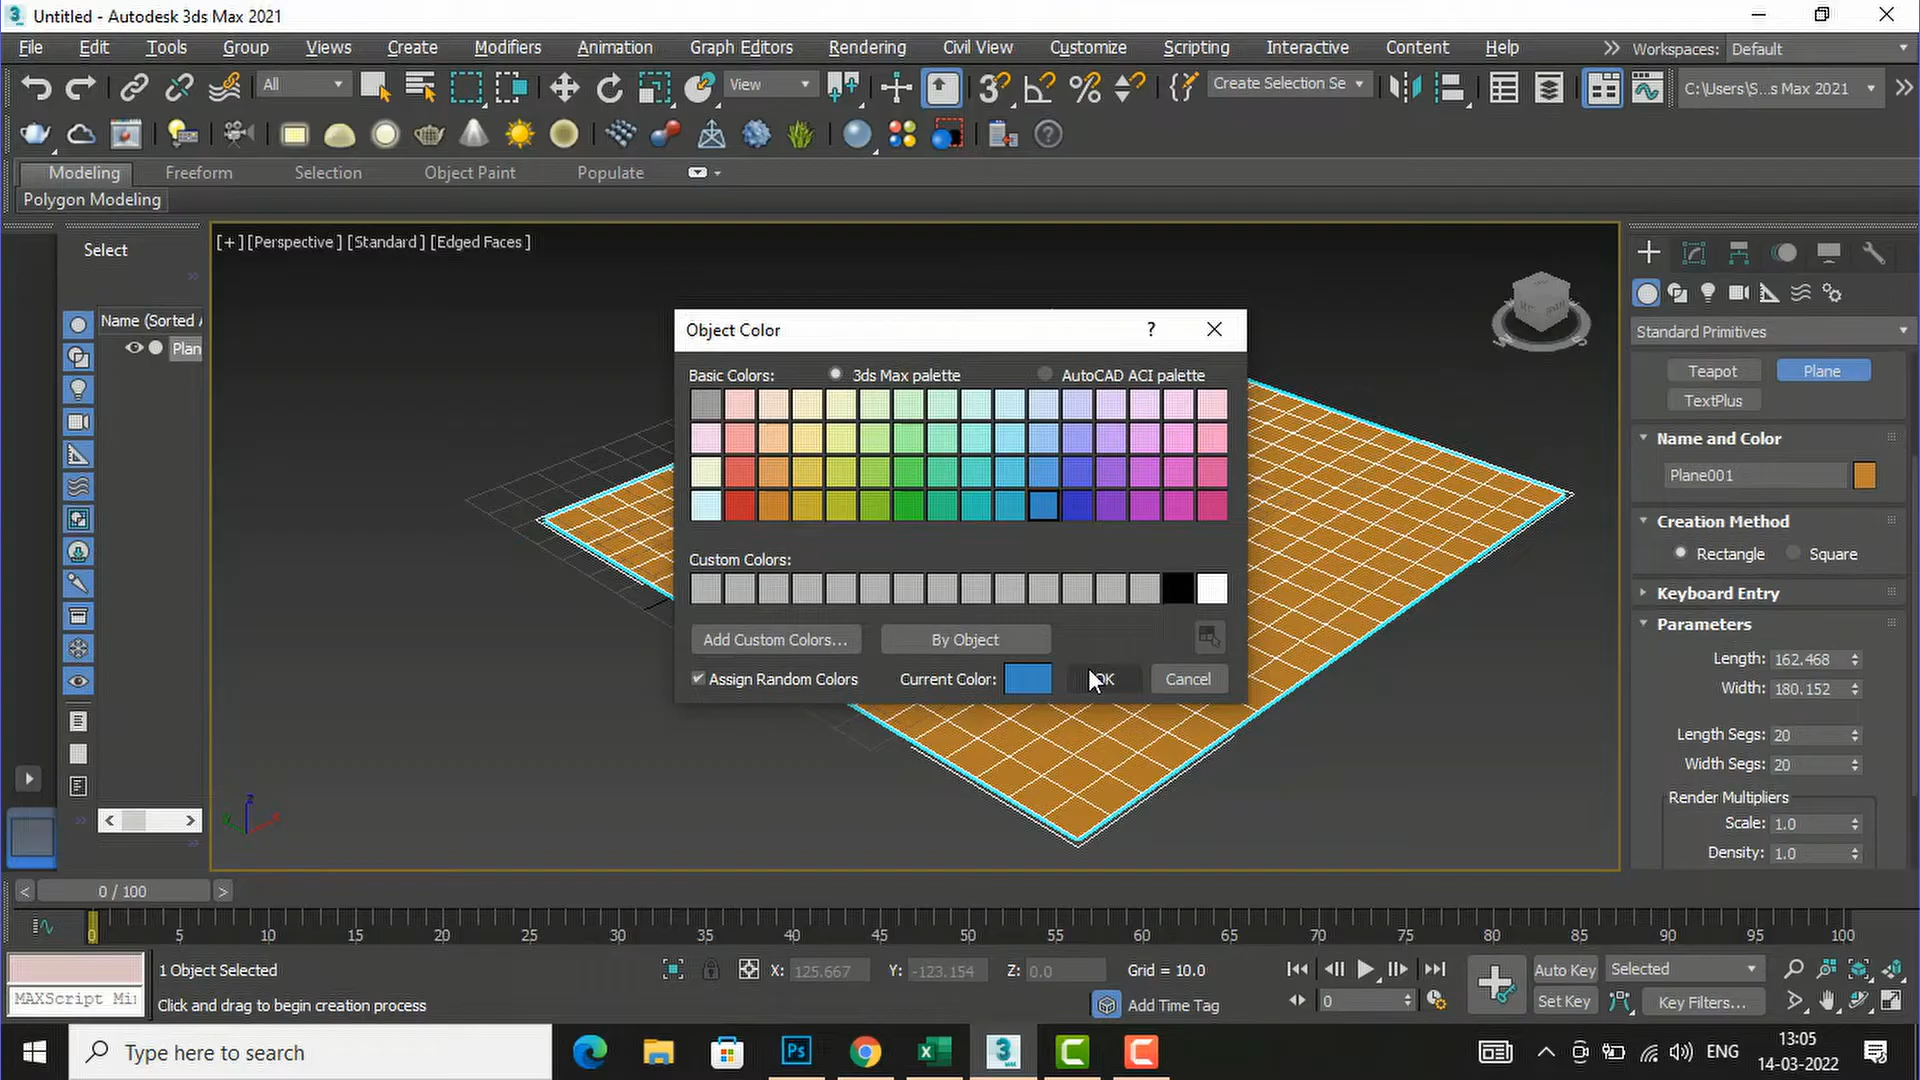 Untitled - Autodesk 3ds Max 2021
File Edit Tools Group Views Create Modifiers Animation Graph Editors Rendering Civil View Customize Scripting Interactive Content Help Workspaces: Default
All View Create Selection Se C:\Users\S...s Max 2021
Modeling Freeform Selection Object Paint Populate
Polygon Modeling
Select
[+] [Perspective] [Standard] [Edged Faces]
Name (Sorted A
Plan
Object Color ?
Basic Colors: 3ds Max palette AutoCAD ACI palette
Custom Colors:
Add Custom Colors... By Object
Assign Random Colors Current Color: OK Cancel
Standard Primitives
Teapot Plane
TextPlus
Name and Color
Plane001
Creation Method
Rectangle Square
Keyboard Entry
Parameters
Length: 162.468
Width: 180.152
Length Segs: 20
Width Segs: 20
Render Multipliers
Scale: 1.0
Density: 1.0
< 0 / 100 >
0 5 10 15 20 25 30 35 40 45 50 55 60 65 70 75 80 85 90 95 100
1 Object Selected X: 125.667 Y: -123.154 Z: 0.0 Grid = 10.0 Auto Key Selected
MAXScript Mi Click and drag to begin creation process Add Time Tag 0 Set Key Key Filters...
Type here to search Ps 3 MAX ENG 13:05
14-03-2022